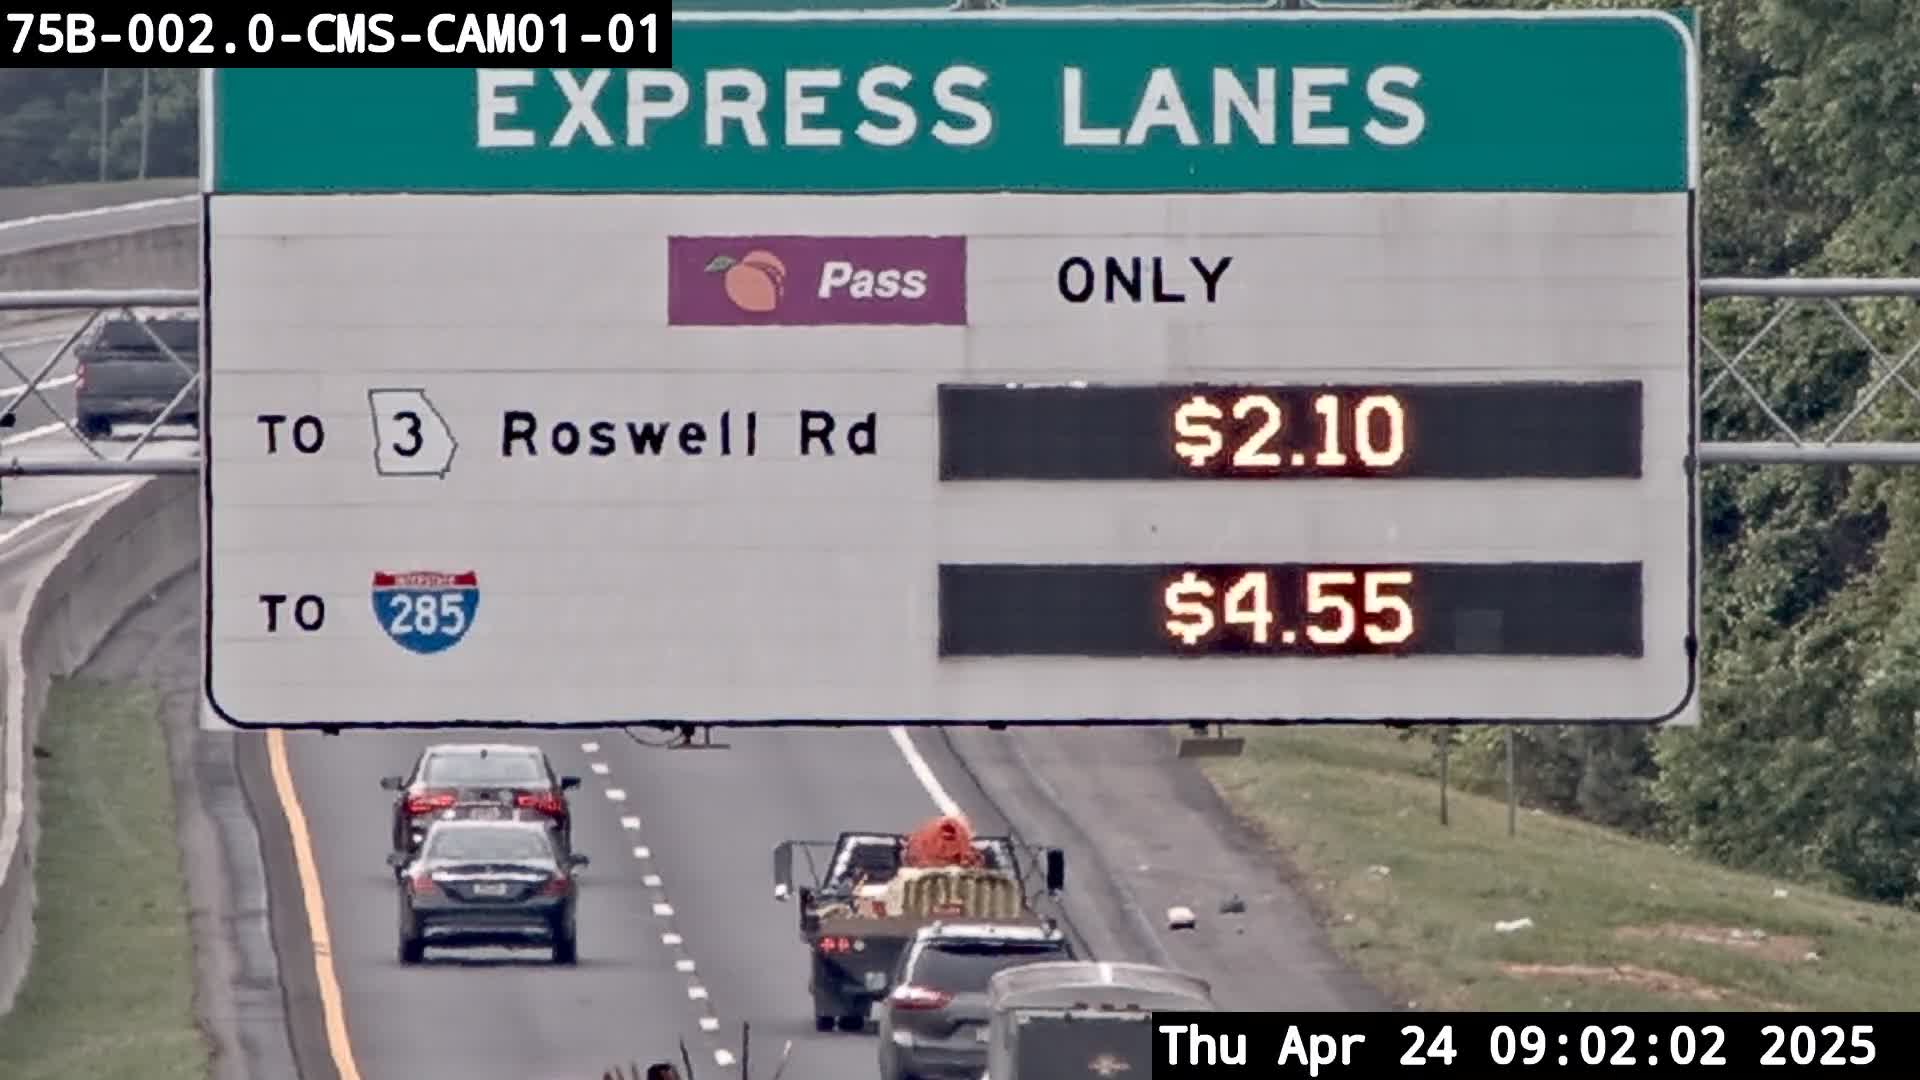 75B-002.0-CMS-CAM01-01
EXPRESS LANES
Pass ONLY
TO 3 Roswell Rd $2.10
INTERSTATE
TO 285 $4.55
Thu Apr 24 09:02:02 2025